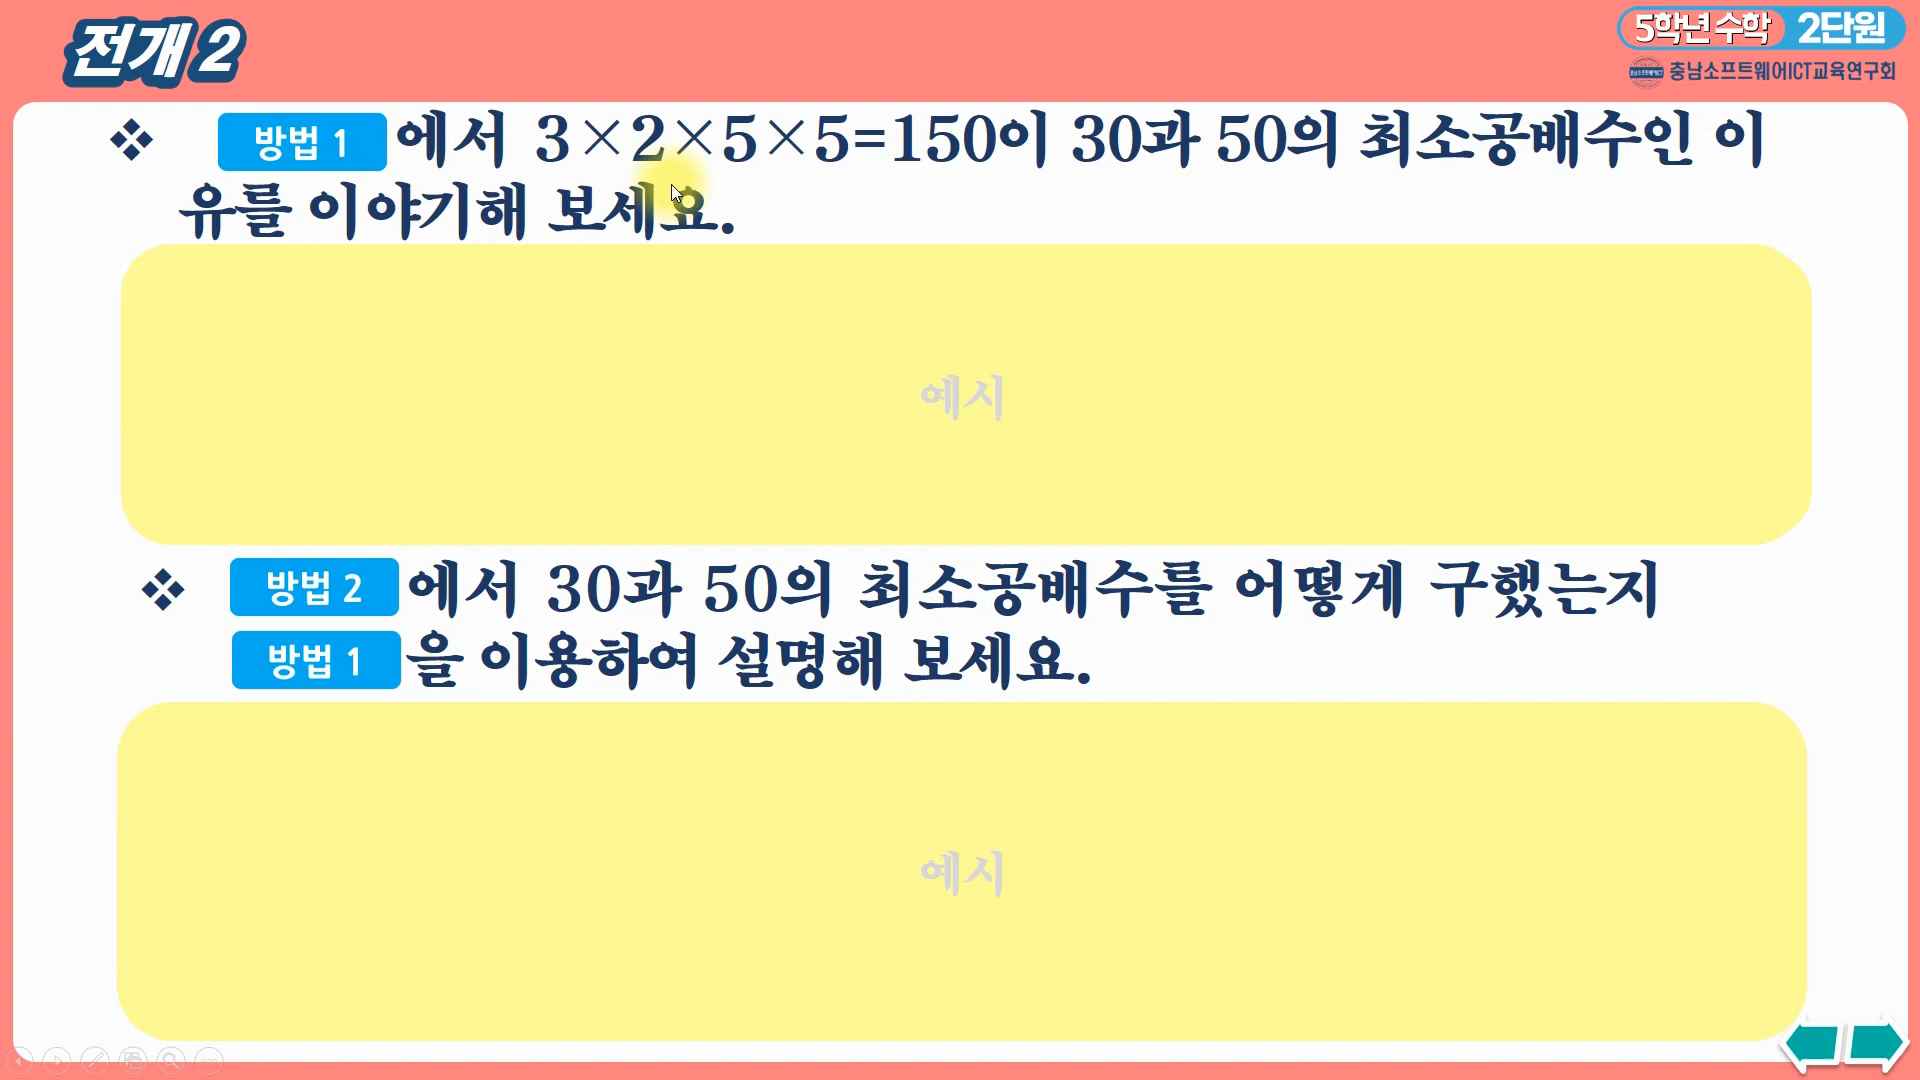 전개 2
5학년 수학 2단원
충남소프트웨어ICT교육연구회
방법 1 에서 3×2×5×5=150이 30과 50의 최소공배수인 이
유를 이야기해 보세요.
예시
방법 2 에서 30과 50의 최소공배수를 어떻게 구했는지
방법 1 을 이용하여 설명해 보세요.
예시